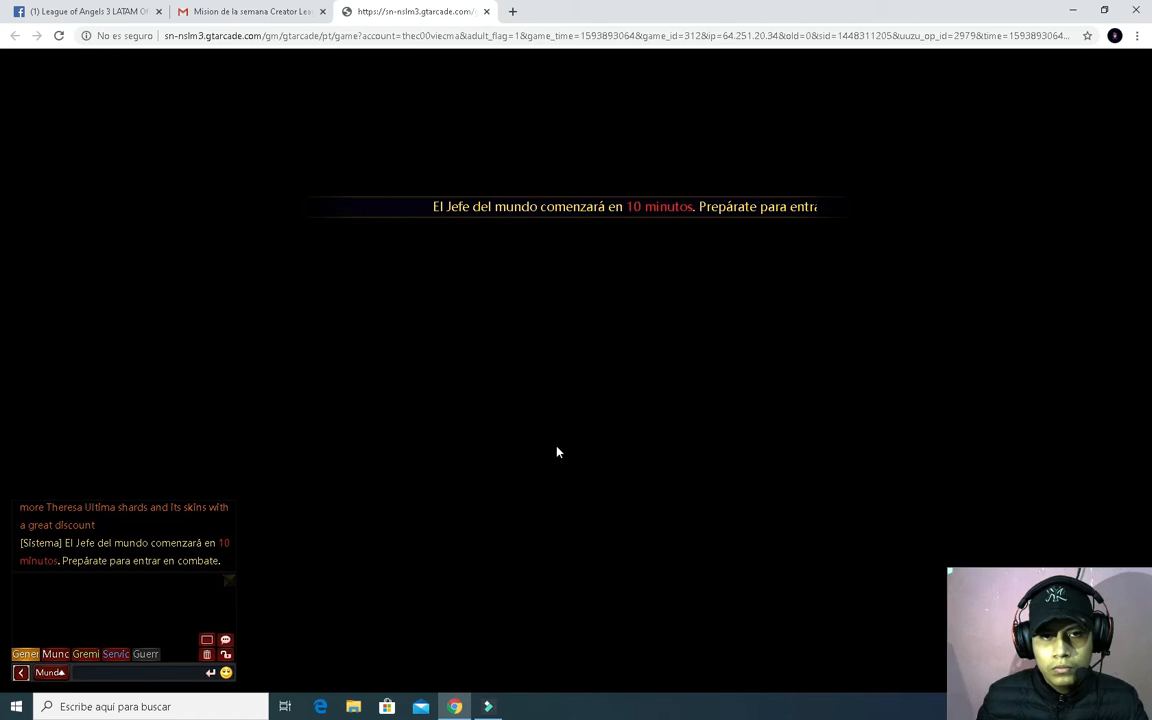 (1) League of Angels 3 LATAM Of
Mision de la semana Creator Lea
https://sn-nslm3.gtarcade.com/
No es seguro
sn-nslm3.gtarcade.com/gm/gtarcade/pt/game?account=thec00viecma&adult_flag=1&game_time=1593893064&game_id=312&ip=64.251.20.34&old=0&sid=1448311205&uuzu_op_id=2979&time=1593893064...
El Jefe del mundo comenzará en 10 minutos. Prepárate para entra
more Theresa Ultima shards and its skins with
a great discount
[Sistema] El Jefe del mundo comenzará en 10
minutos. Prepárate para entrar en combate.
Gener Munc Gremi Servic Guerr
Mund
Escribe aquí para buscar